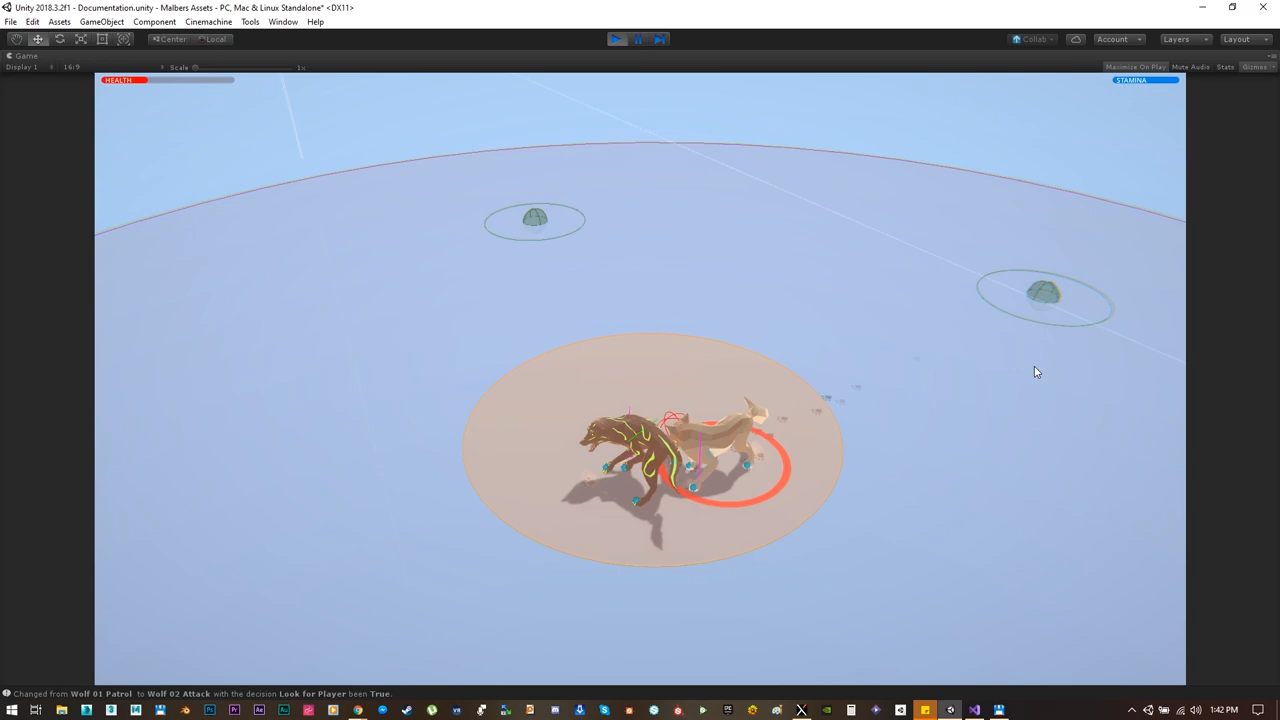 Unity 2018.3.2f1 - Documentation.unity - Malbers Assets - PC, Mac & Linux Standalone* <DX11>
File Edit Assets GameObject Component Cinemachine Tools Window Help
Center Local Collab Account Layers Layout
Game
Display 1 16:9 Scale 1x Maximize On Play Mute Audio Stats Gizmos
HEALTH STAMINA
Changed from Wolf 01 Patrol to Wolf 02 Attack with the decision Look for Player been True.
1:42 PM